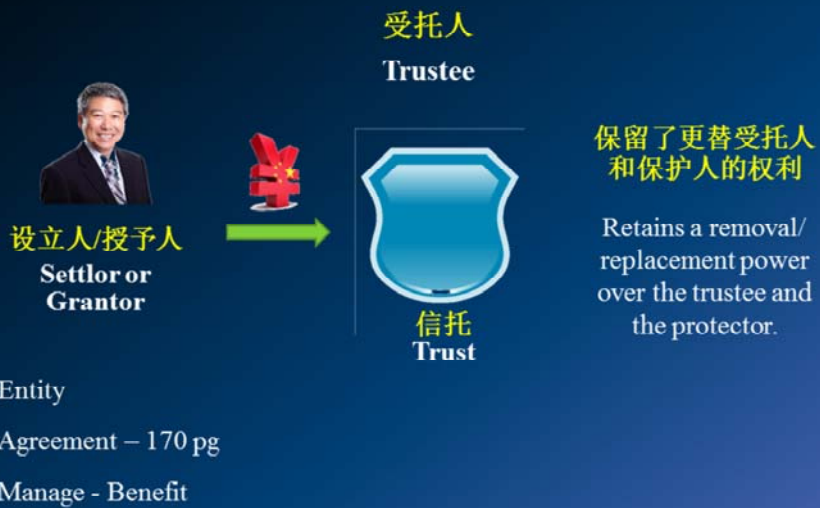 受托人
Trustee
设立人/授予人
Settlor or
Grantor
信托
Trust
保留了更替受托人
和保护人的权利
Retains a removal/
replacement power
over the trustee and
the protector.
Entity
Agreement – 170 pg
Manage - Benefit